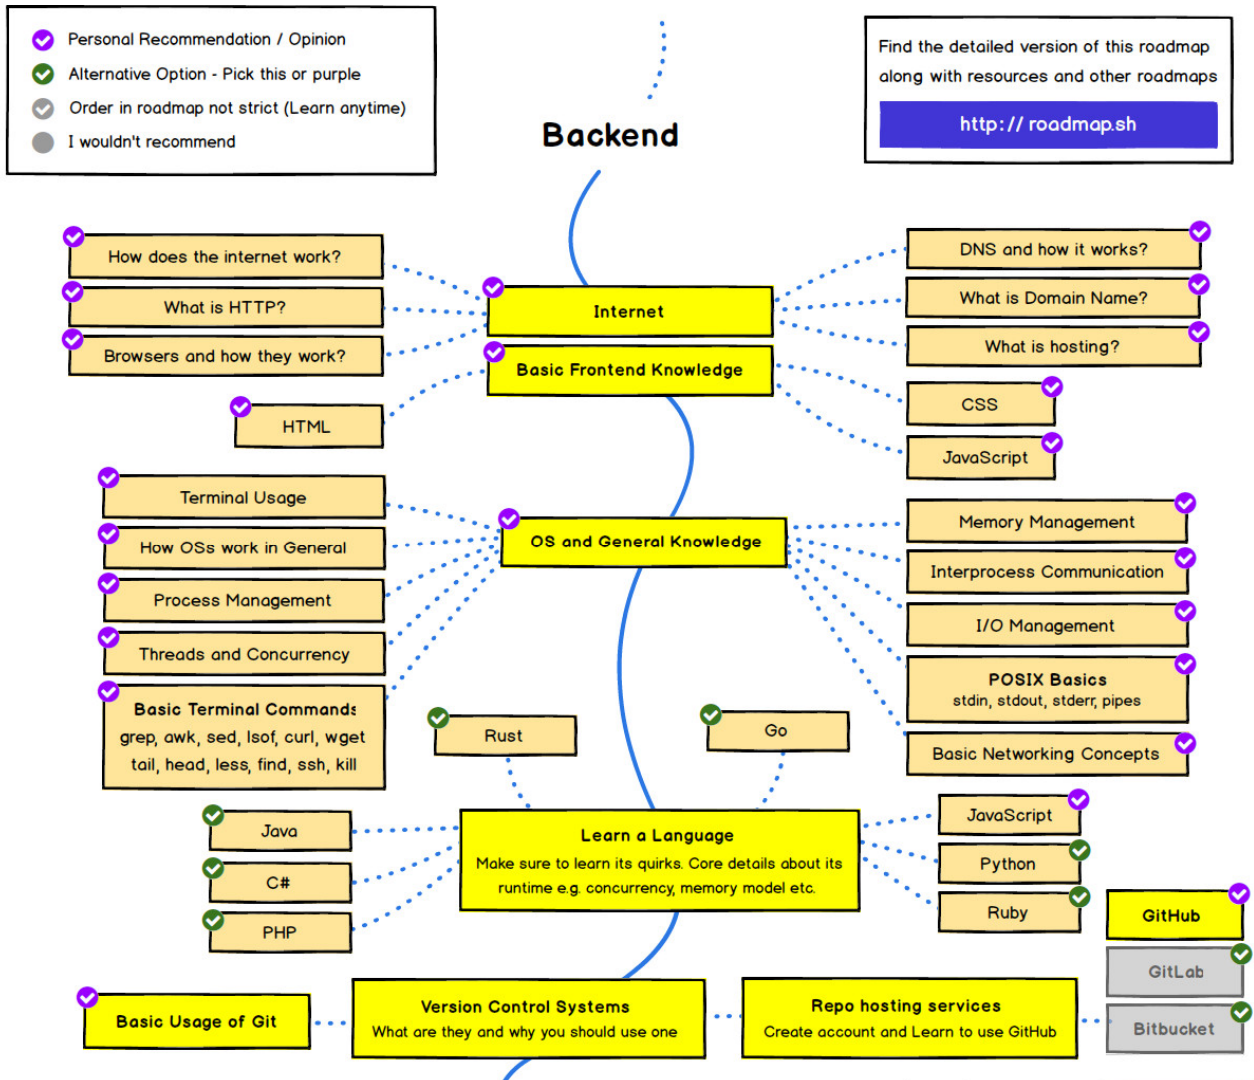 Personal Recommendation / Opinion
Alternative Option - Pick this or purple
Order in roadmap not strict (Learn anytime)
I wouldn't recommend
Find the detailed version of this roadmap
along with resources and other roadmaps
http:// roadmap.sh
Backend
How does the internet work?
What is HTTP?
Browsers and how they work?
Internet
DNS and how it works?
What is Domain Name?
What is hosting?
Basic Frontend Knowledge
HTML
CSS
JavaScript
Terminal Usage
How OSs work in General
Process Management
Threads and Concurrency
Basic Terminal Commands
grep, awk, sed, lsof, curl, wget
tail, head, less, find, ssh, kill
OS and General Knowledge
Memory Management
Interprocess Communication
I/O Management
POSIX Basics
stdin, stdout, stderr, pipes
Basic Networking Concepts
Rust
Go
Java
C#
PHP
Learn a Language
Make sure to learn its quirks. Core details about its
runtime e.g. concurrency, memory model etc.
JavaScript
Python
Ruby
GitHub
GitLab
Bitbucket
Basic Usage of Git
Version Control Systems
What are they and why you should use one
Repo hosting services
Create account and Learn to use GitHub